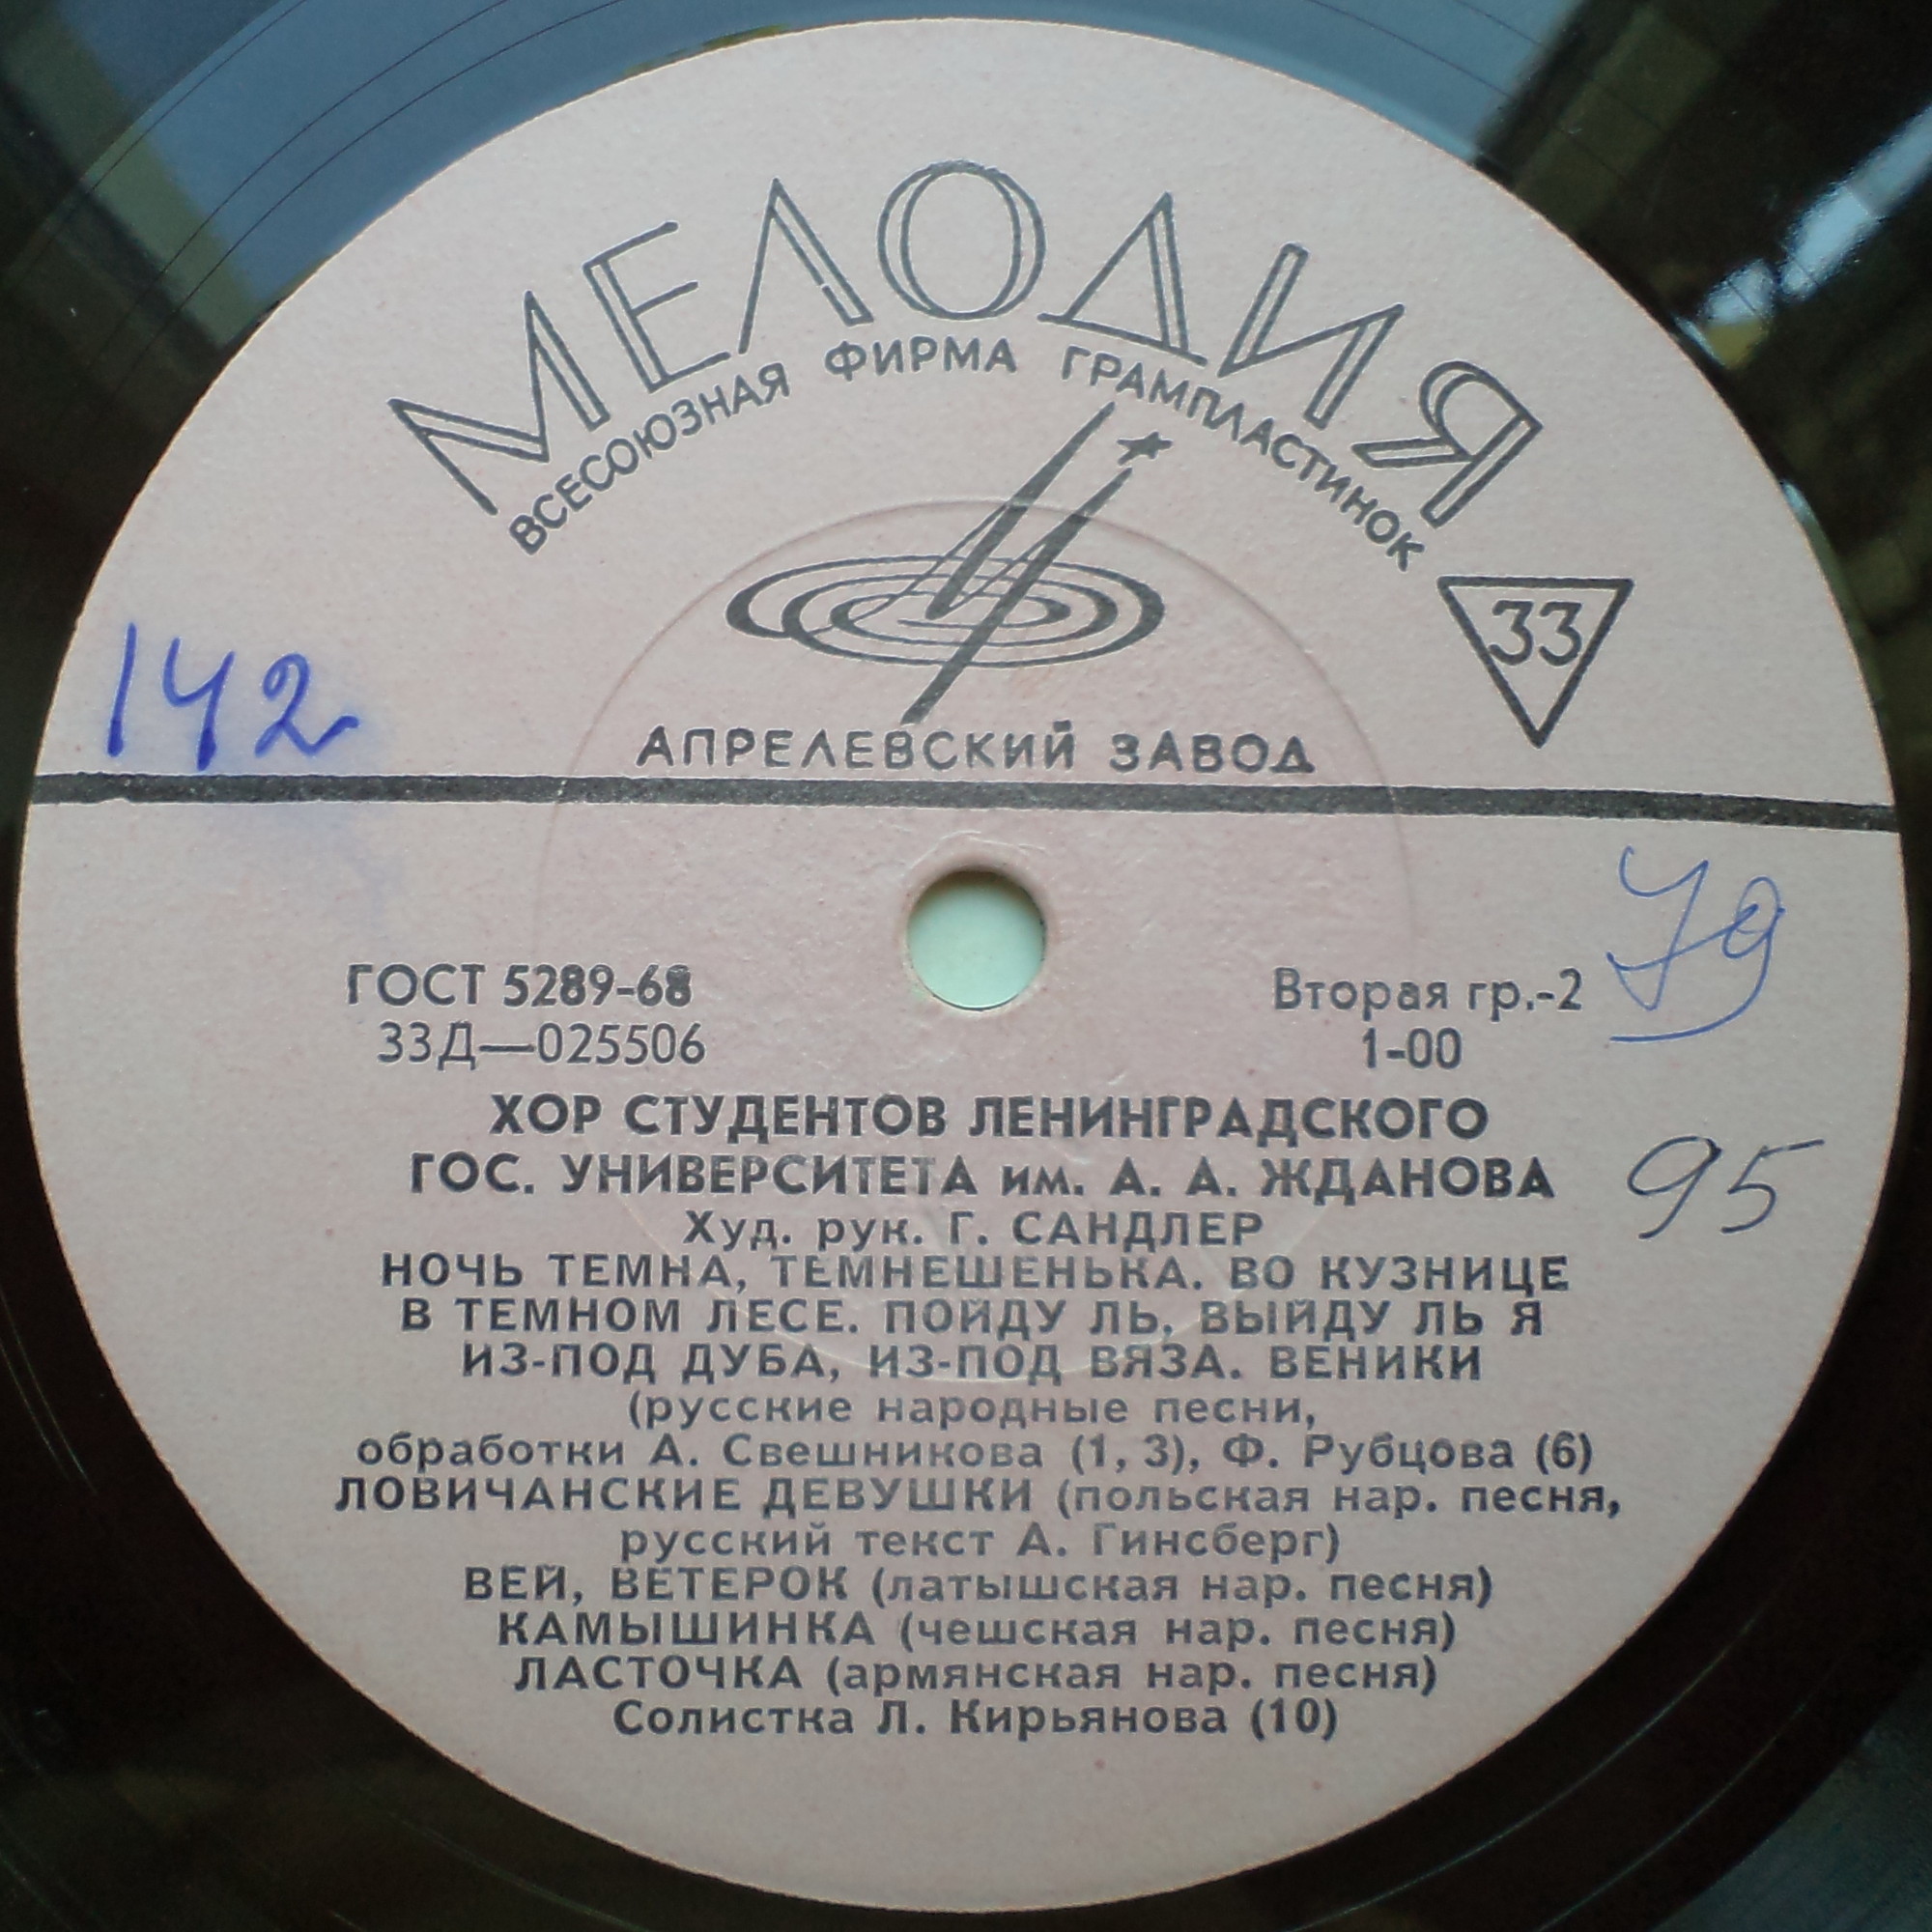 МЕЛОДИЯ
ВСЕСОЮЗНАЯ ФИРМА ГРАМПЛАСТИНОК
33
142
АПРЕЛЕВСКИЙ ЗАВОД
79
ГОСТ 5289-68
33Д—025506
Вторая гр.-2
1-00
ХОР СТУДЕНТОВ ЛЕНИНГРАДСКОГО
ГОС. УНИВЕРСИТЕТА им. А. А. ЖДАНОВА
95
Худ. рук. Г. САНДЛЕР
НОЧЬ ТЕМНА, ТЕМНЕШЕНЬКА. ВО КУЗНИЦЕ
В ТЕМНОМ ЛЕСЕ. ПОЙДУ ЛЬ, ВЫЙДУ ЛЬ Я
ИЗ-ПОД ДУБА, ИЗ-ПОД ВЯЗА. ВЕНИКИ
(русские народные песни,
обработки А. Свешникова (1, 3), Ф. Рубцова (6)
ЛОВИЧАНСКИЕ ДЕВУШКИ (польская нар. песня,
русский текст А. Гинсберг)
ВЕЙ, ВЕТЕРОК (латышская нар. песня)
КАМЫШИНКА (чешская нар. песня)
ЛАСТОЧКА (армянская нар. песня)
Солистка Л. Кирьянова (10)